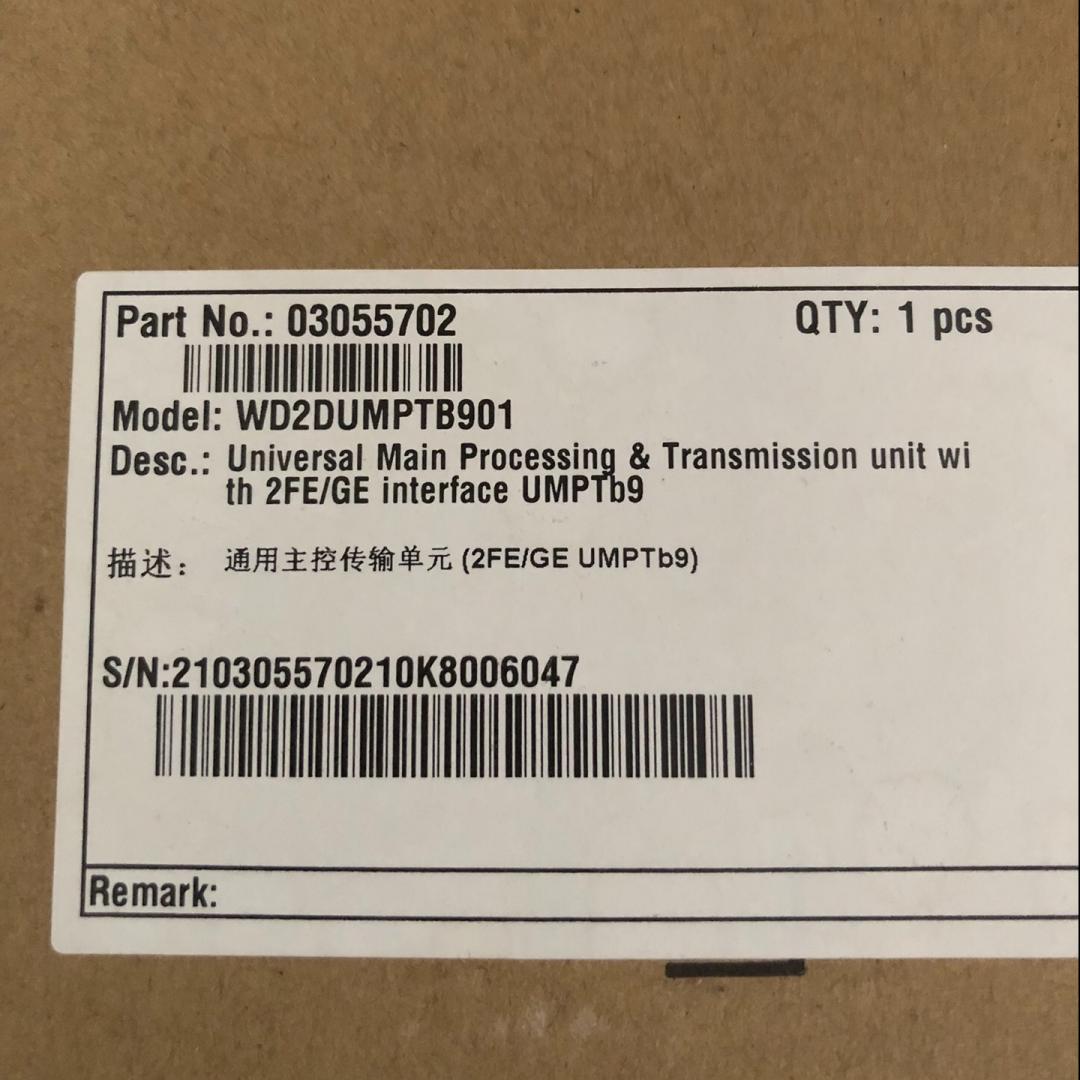 Part No.: 03055702
QTY: 1 pcs
Model: WD2DUMPTB901
Desc.: Universal Main Processing & Transmission unit wi
th 2FE/GE interface UMPTb9
描述： 通用主控传输单元 (2FE/GE UMPTb9)
S/N:210305570210K8006047
Remark: